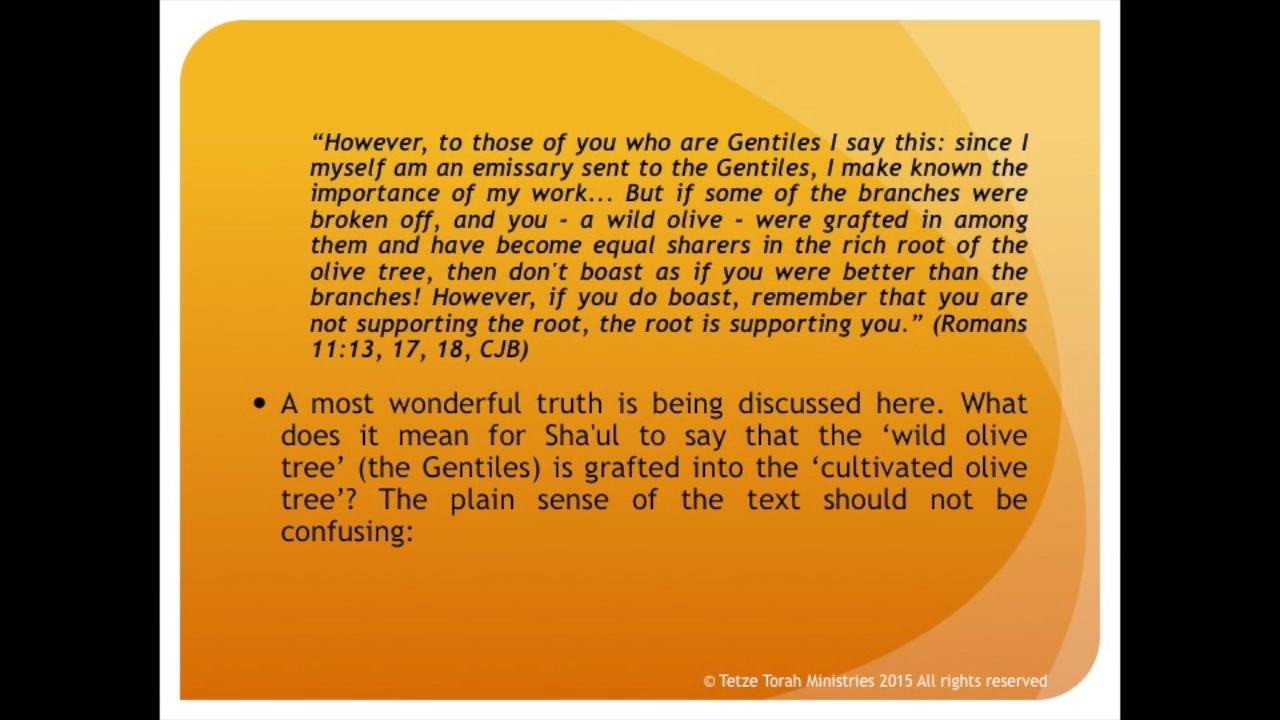 “However, to those of you who are Gentiles I say this: since I
myself am an emissary sent to the Gentiles, I make known the
importance of my work... But if some of the branches were
broken off, and you - a wild olive - were grafted in among
them and have become equal sharers in the rich root of the
olive tree, then don't boast as if you were better than the
branches! However, if you do boast, remember that you are
not supporting the root, the root is supporting you.” (Romans
11:13, 17, 18, CJB)
• A most wonderful truth is being discussed here. What
does it mean for Sha'ul to say that the ‘wild olive
tree’ (the Gentiles) is grafted into the ‘cultivated olive
tree’? The plain sense of the text should not be
confusing:
© Tetze Torah Ministries 2015 All rights reserved